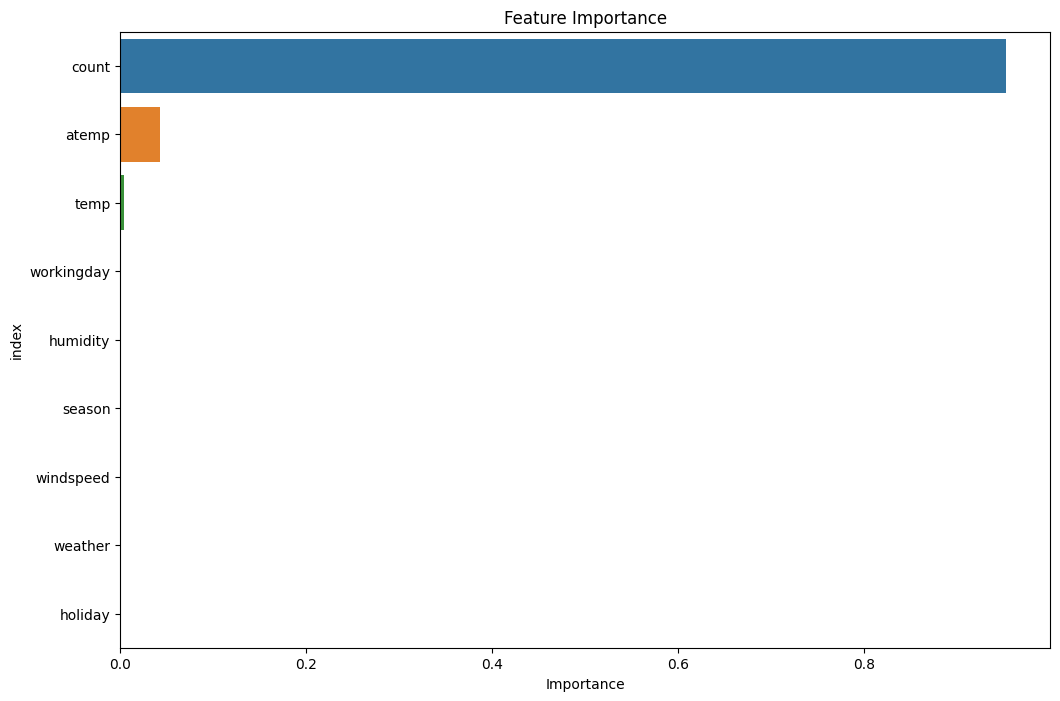 Feature Importance
count
atemp
temp
workingday
humidity
season
windspeed
weather
holiday
index
0.0 0.2 0.4 0.6 0.8
Importance